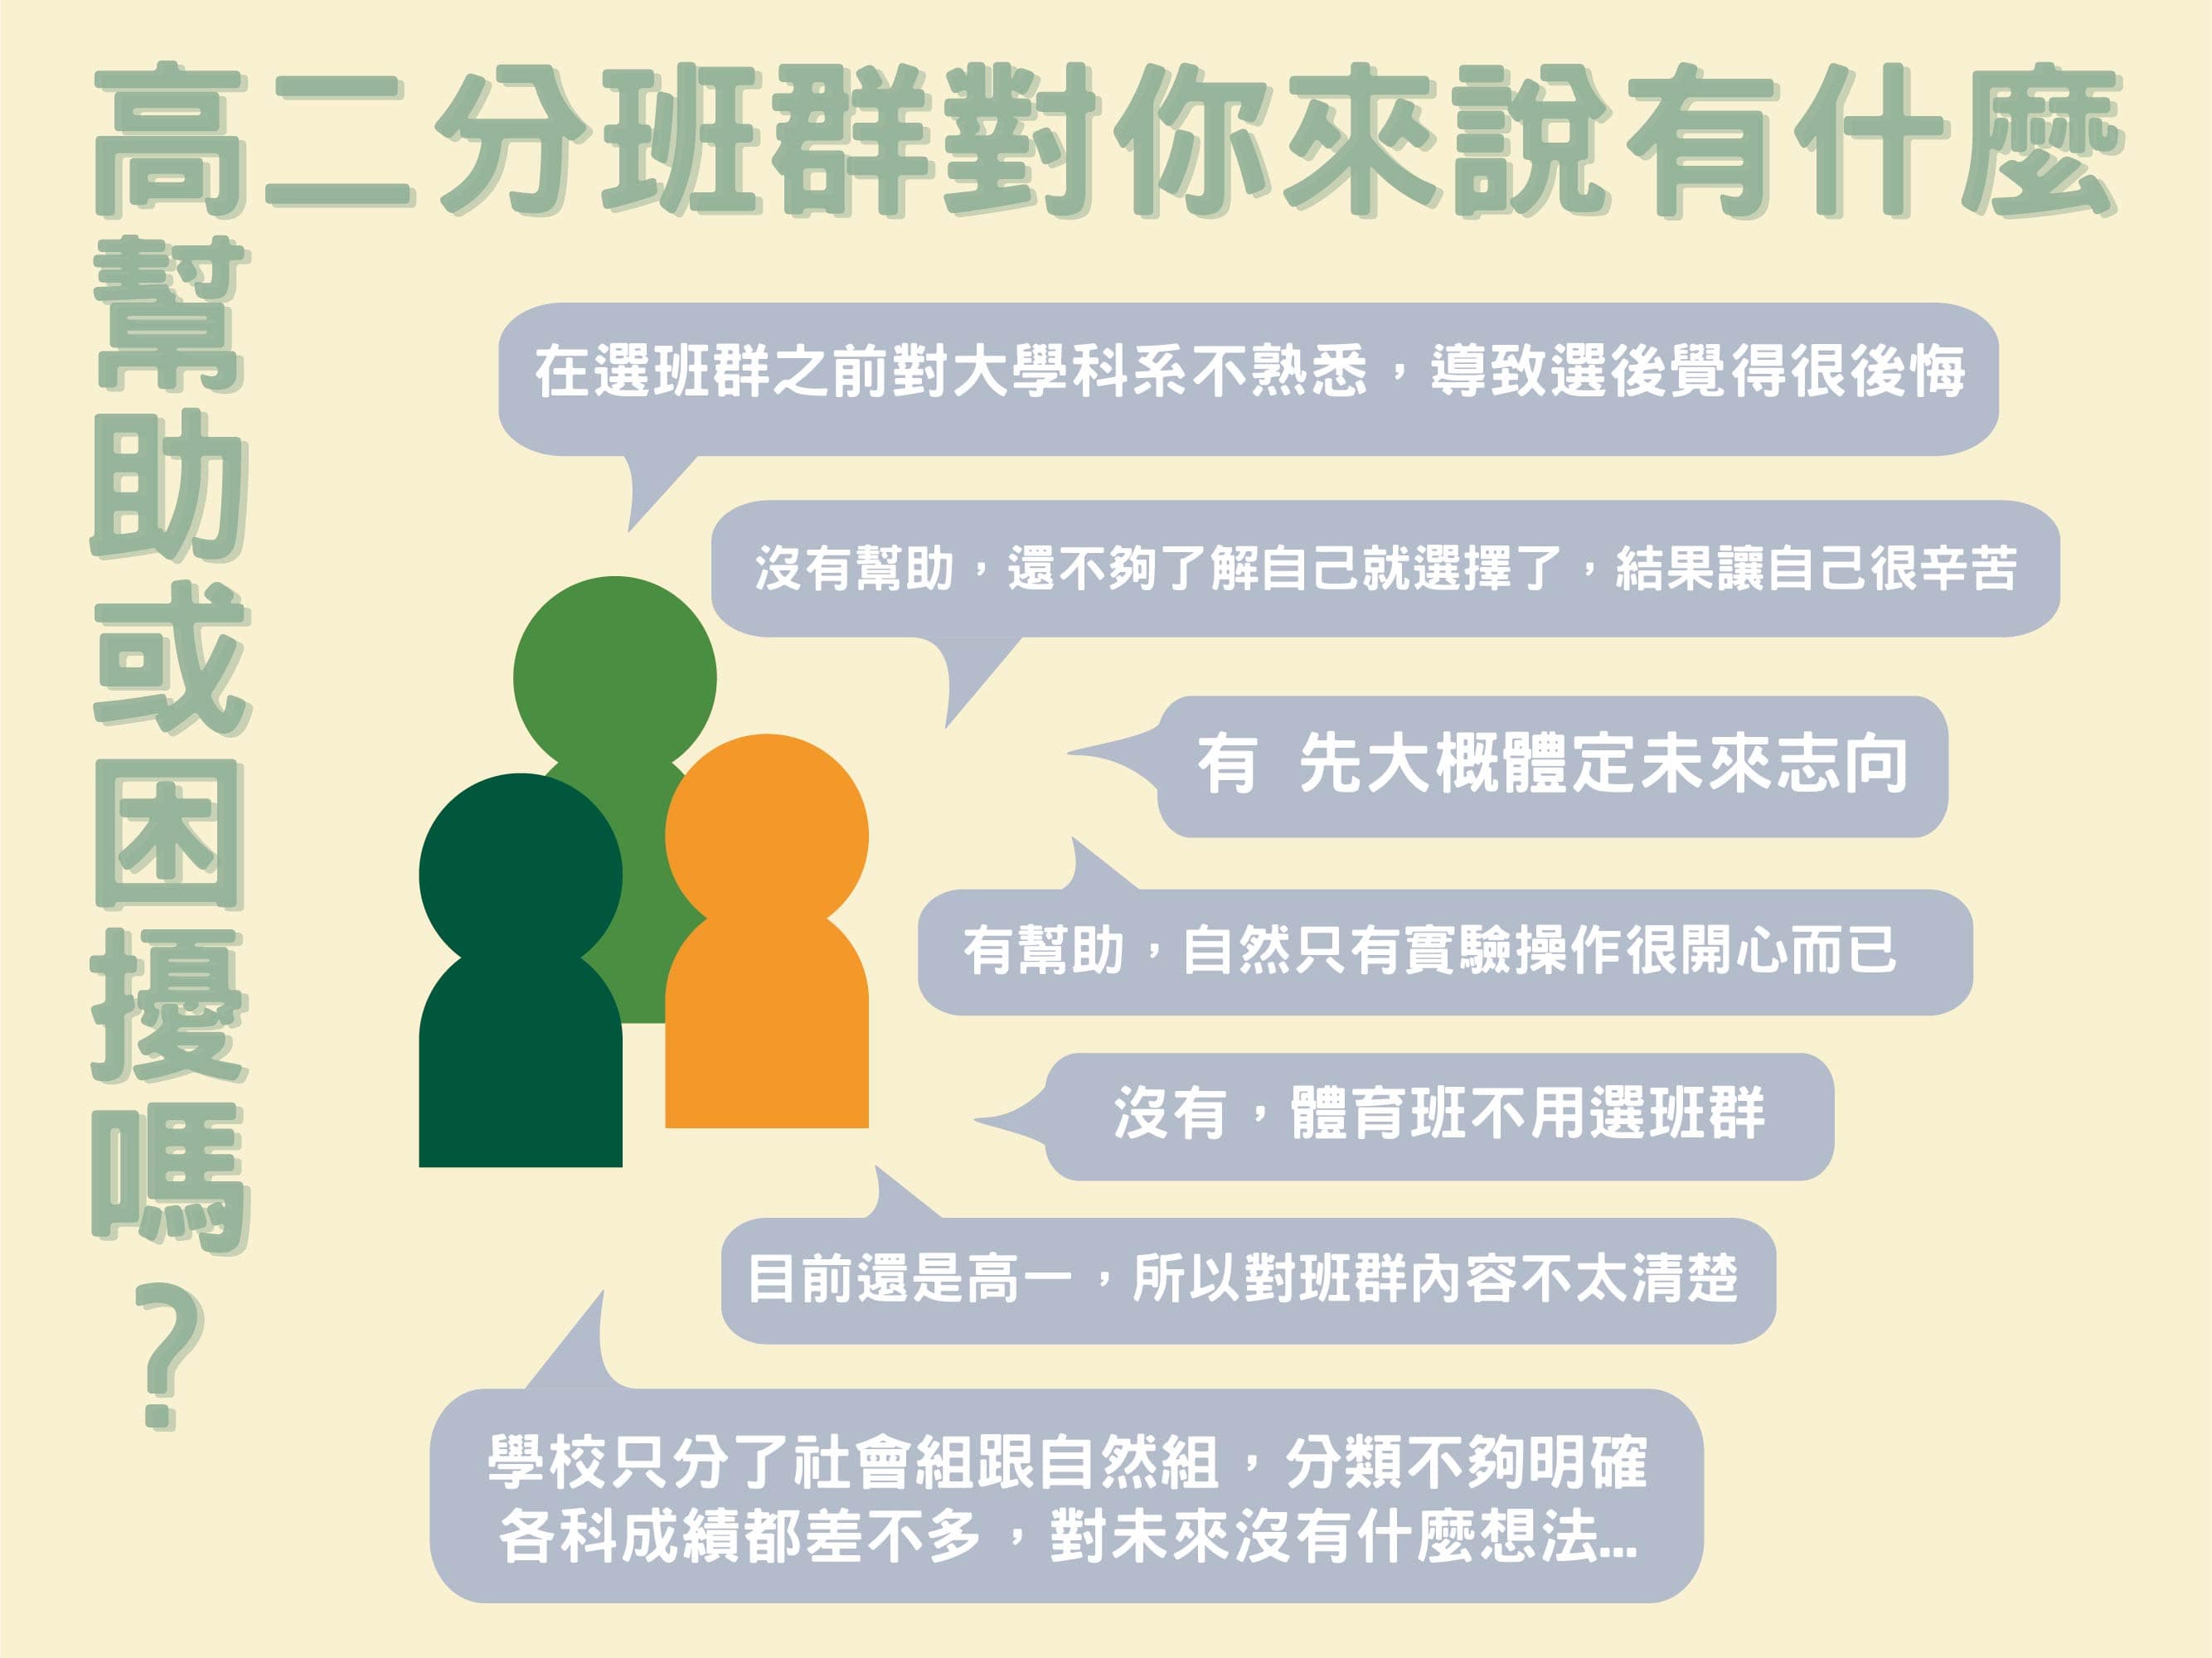 高二分班群對你來說有什麼
幫助或困擾嗎?
在選班群之前對大學科系不熟悉，導致選後覺得很後悔
沒有幫助，還不夠了解自己就選擇了，結果讓自己很辛苦
有 先大概體定未來志向
有幫助，自然只有實驗操作很開心而已
沒有，體育班不用選班群
目前還是高一，所以對班群內容不太清楚
學校只分了社會組跟自然組，分類不夠明確
各科成績都差不多，對未來沒有什麼想法...